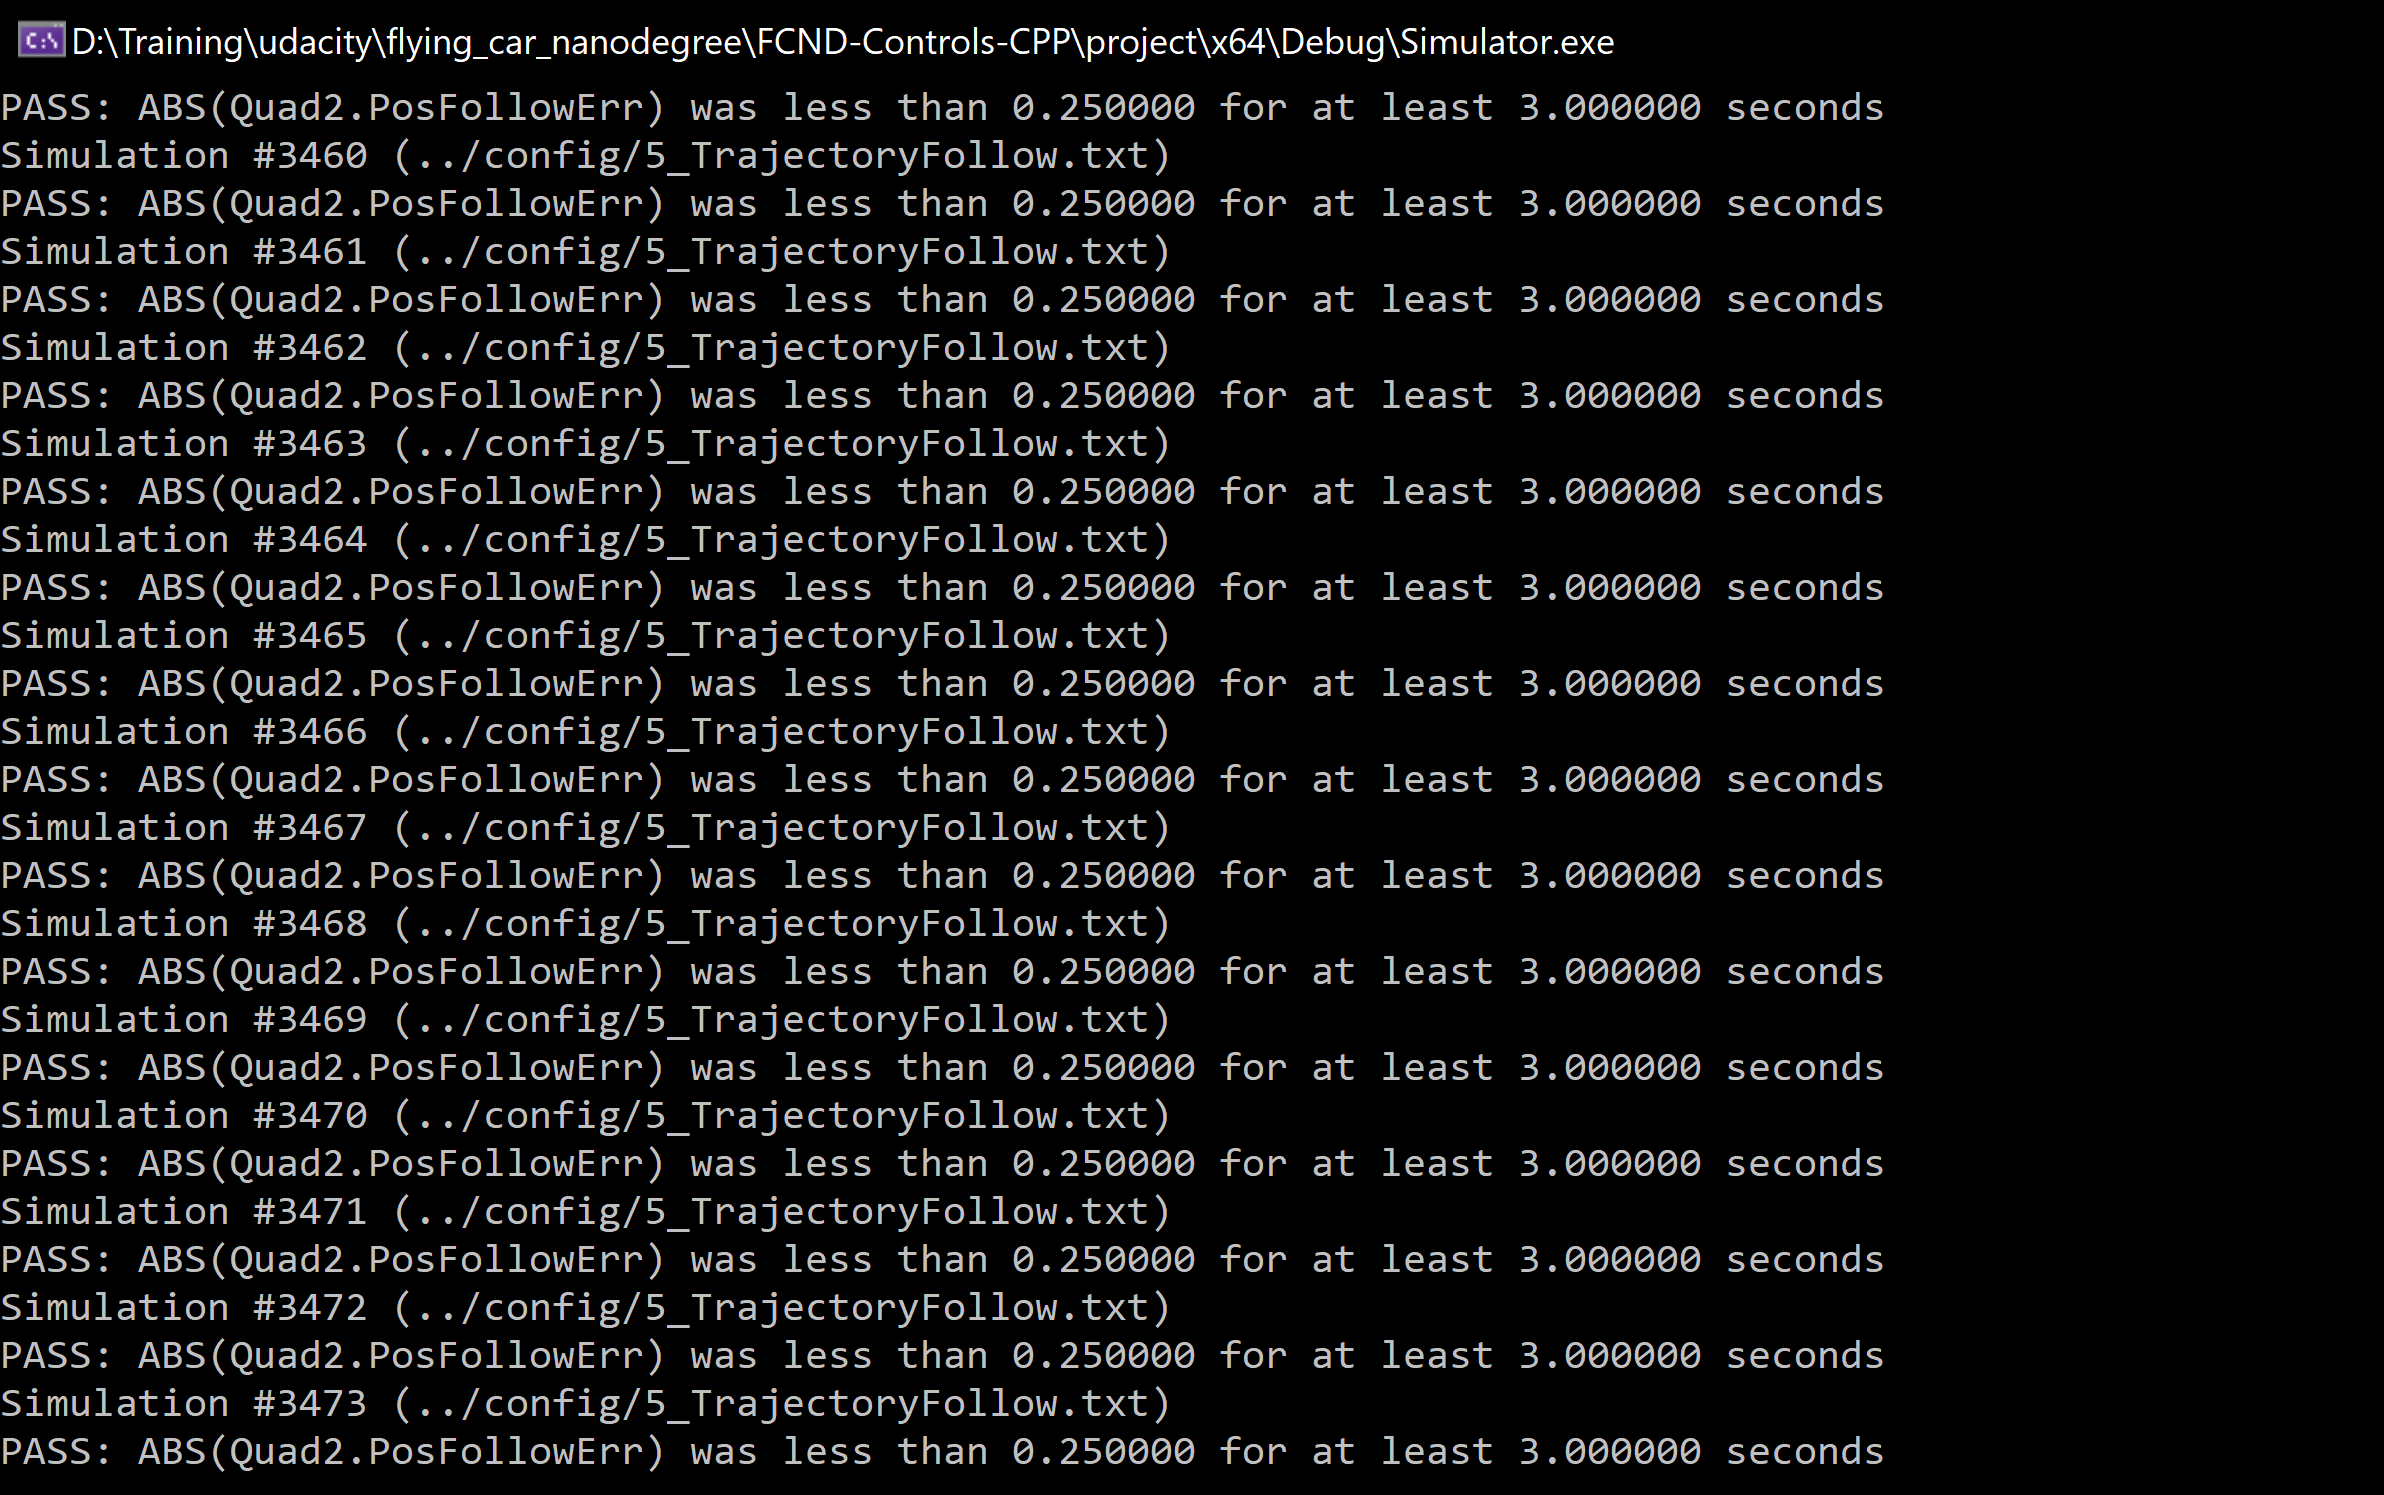 D:\Training\udacity\flying_car_nanodegree\FCND-Controls-CPP\project\x64\Debug\Simulator.exe
PASS: ABS(Quad2.PosFollowErr) was less than 0.250000 for at least 3.000000 seconds
Simulation #3460 (../config/5_TrajectoryFollow.txt)
PASS: ABS(Quad2.PosFollowErr) was less than 0.250000 for at least 3.000000 seconds
Simulation #3461 (../config/5_TrajectoryFollow.txt)
PASS: ABS(Quad2.PosFollowErr) was less than 0.250000 for at least 3.000000 seconds
Simulation #3462 (../config/5_TrajectoryFollow.txt)
PASS: ABS(Quad2.PosFollowErr) was less than 0.250000 for at least 3.000000 seconds
Simulation #3463 (../config/5_TrajectoryFollow.txt)
PASS: ABS(Quad2.PosFollowErr) was less than 0.250000 for at least 3.000000 seconds
Simulation #3464 (../config/5_TrajectoryFollow.txt)
PASS: ABS(Quad2.PosFollowErr) was less than 0.250000 for at least 3.000000 seconds
Simulation #3465 (../config/5_TrajectoryFollow.txt)
PASS: ABS(Quad2.PosFollowErr) was less than 0.250000 for at least 3.000000 seconds
Simulation #3466 (../config/5_TrajectoryFollow.txt)
PASS: ABS(Quad2.PosFollowErr) was less than 0.250000 for at least 3.000000 seconds
Simulation #3467 (../config/5_TrajectoryFollow.txt)
PASS: ABS(Quad2.PosFollowErr) was less than 0.250000 for at least 3.000000 seconds
Simulation #3468 (../config/5_TrajectoryFollow.txt)
PASS: ABS(Quad2.PosFollowErr) was less than 0.250000 for at least 3.000000 seconds
Simulation #3469 (../config/5_TrajectoryFollow.txt)
PASS: ABS(Quad2.PosFollowErr) was less than 0.250000 for at least 3.000000 seconds
Simulation #3470 (../config/5_TrajectoryFollow.txt)
PASS: ABS(Quad2.PosFollowErr) was less than 0.250000 for at least 3.000000 seconds
Simulation #3471 (../config/5_TrajectoryFollow.txt)
PASS: ABS(Quad2.PosFollowErr) was less than 0.250000 for at least 3.000000 seconds
Simulation #3472 (../config/5_TrajectoryFollow.txt)
PASS: ABS(Quad2.PosFollowErr) was less than 0.250000 for at least 3.000000 seconds
Simulation #3473 (../config/5_TrajectoryFollow.txt)
PASS: ABS(Quad2.PosFollowErr) was less than 0.250000 for at least 3.000000 seconds